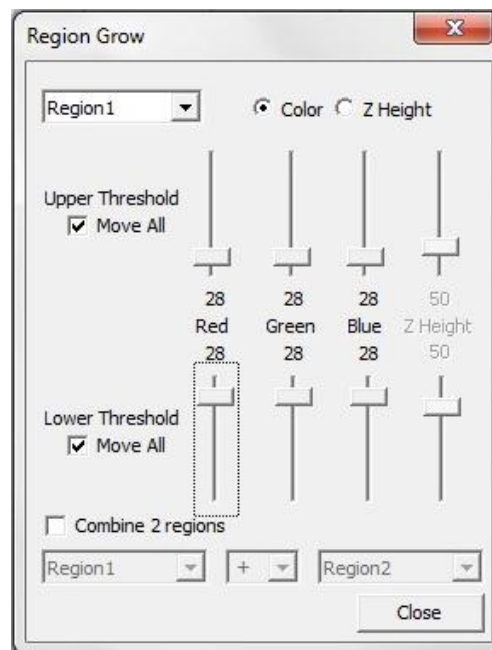 Region Grow
Region1
Color Z Height
Upper Threshold
Move All
28 28 28 50
Red Green Blue Z Height
28 28 28 50
Lower Threshold
Move All
Combine 2 regions
Region1 + Region2
Close